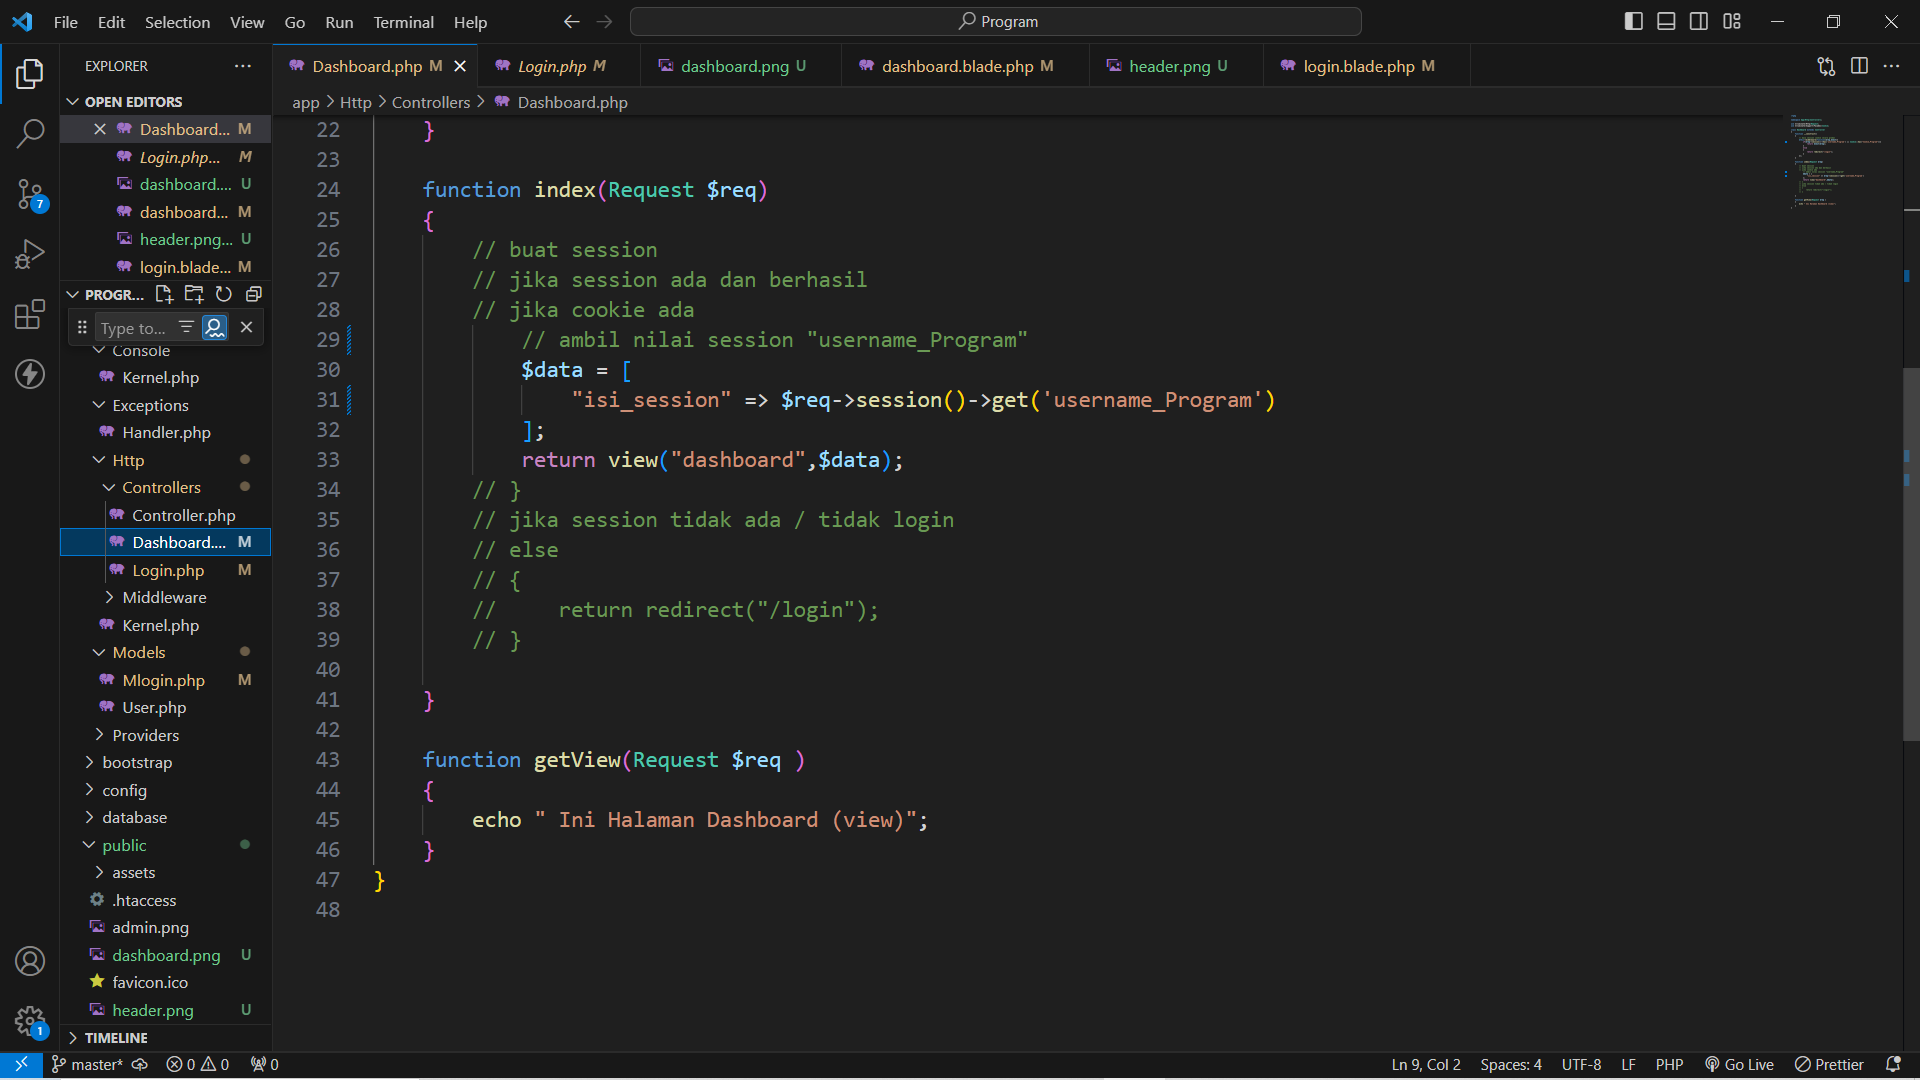 File Edit Selection View Go Run Terminal Help
Program
EXPLORER
OPEN EDITORS
Dashboard... M
Login.php... M
dashboard.... U
dashboard... M
header.png... U
login.blade... M
PROGR...
Type to...
Console
Kernel.php
Exceptions
Handler.php
Http
Controllers
Controller.php
Dashboard.... M
Login.php M
Middleware
Kernel.php
Models
Mlogin.php M
User.php
Providers
bootstrap
config
database
public
assets
.htaccess
admin.png
dashboard.png U
favicon.ico
header.png U
TIMELINE
7
1
Dashboard.php M Login.php M dashboard.png U dashboard.blade.php M header.png U login.blade.php M
app > Http > Controllers > Dashboard.php
22 }
23
24 function index(Request $req)
25 {
26 // buat session
27 // jika session ada dan berhasil
28 // jika cookie ada
29 // ambil nilai session "username_Program"
30 $data = [
31 "isi_session" => $req->session()->get('username_Program')
32 ];
33 return view("dashboard",$data);
34 // }
35 // jika session tidak ada / tidak login
36 // else
37 // {
38 // return redirect("/login");
39 // }
40
41 }
42
43 function getView(Request $req )
44 {
45 echo " Ini Halaman Dashboard (view)";
46 }
47 }
48
master* 0 0 0
Ln 9, Col 2 Spaces: 4 UTF-8 LF PHP Go Live Prettier